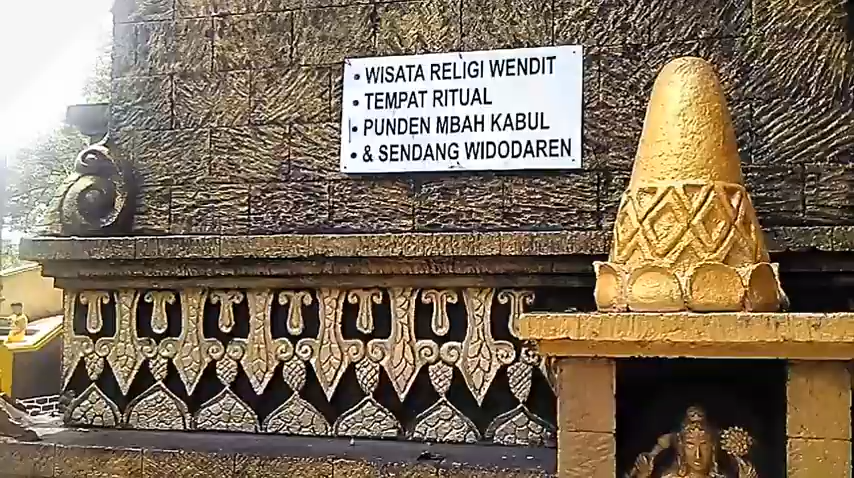 • WISATA RELIGI WENDIT
• TEMPAT RITUAL
• PUNDEN MBAH KABUL
• & SENDANG WIDODAREN